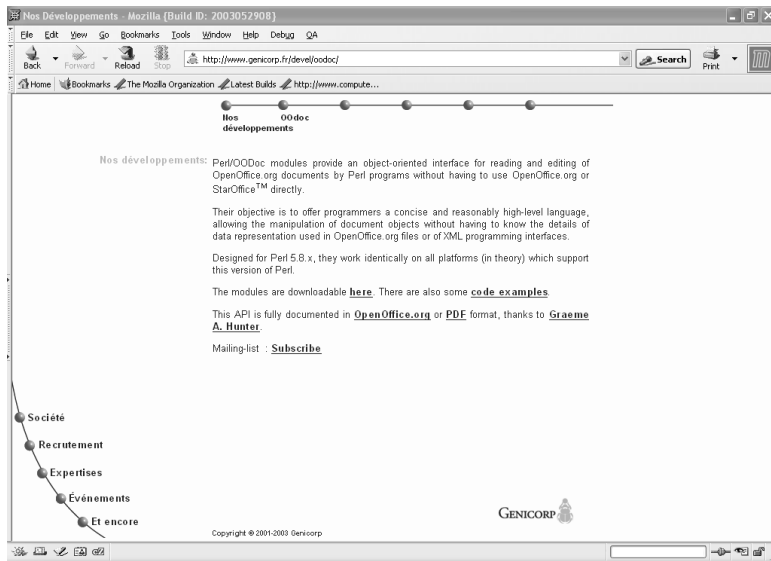 Nos Développements - Mozilla {Build ID: 2003052908}
File Edit View Go Bookmarks Tools Window Help Debug QA
Back Forward Reload Stop http://www.genicorp.fr/devel/oodoc/ Search Print
Home Bookmarks The Mozilla Organization Latest Builds http://www.compute...
Nos développements
OOdoc
Nos développements:
Perl/OODoc modules provide an object-oriented interface for reading and editing of
OpenOffice.org documents by Perl programs without having to use OpenOffice.org or
StarOffice™ directly.
Their objective is to offer programmers a concise and reasonably high-level language,
allowing the manipulation of document objects without having to know the details of
data representation used in OpenOffice.org files or of XML programming interfaces.
Designed for Perl 5.8.x, they work identically on all platforms (in theory) which support
this version of Perl.
The modules are downloadable here. There are also some code examples.
This API is fully documented in OpenOffice.org or PDF format, thanks to Graeme
A. Hunter.
Mailing-list : Subscribe
Société
Recrutement
Expertises
Événements
Et encore
GENICORP
Copyright © 2001-2003 Genicorp